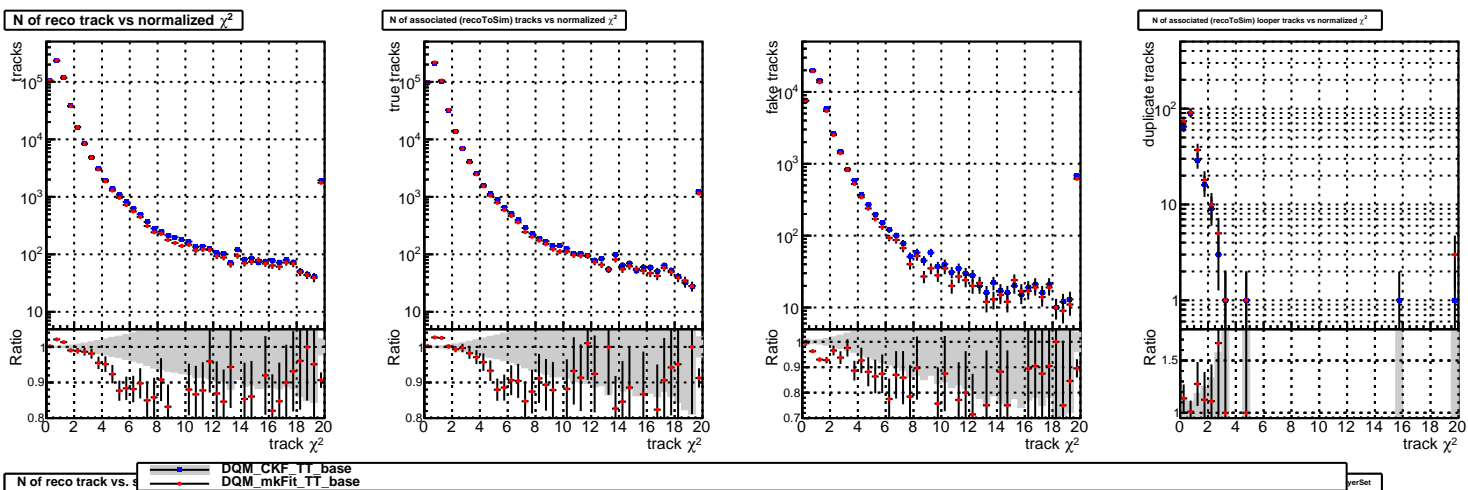 N of reco track vs normalized χ²
N of associated (recoToSim) tracks vs normalized χ²
N of associated (recoToSim) looper tracks vs normalized χ²
tracks
10⁵
10⁴
10³
10²
10
Ratio
1
0.9
0.8
0 2 4 6 8 10 12 14 16 18 20
track χ²
true tracks
10⁵
10⁴
10³
10²
10
Ratio
1
0.9
0.8
0 2 4 6 8 10 12 14 16 18 20
track χ²
fake tracks
10⁴
10³
10²
10
Ratio
1
0.9
0.8
0.7
0 2 4 6 8 10 12 14 16 18 20
track χ²
duplicate tracks
10²
10
1
Ratio
1.5
1
0 2 4 6 8 10 12 14 16 18 20
track χ²
N of reco track vs. s
DQM_CKF_TT_base
DQM_mkFit_TT_base
yerSet